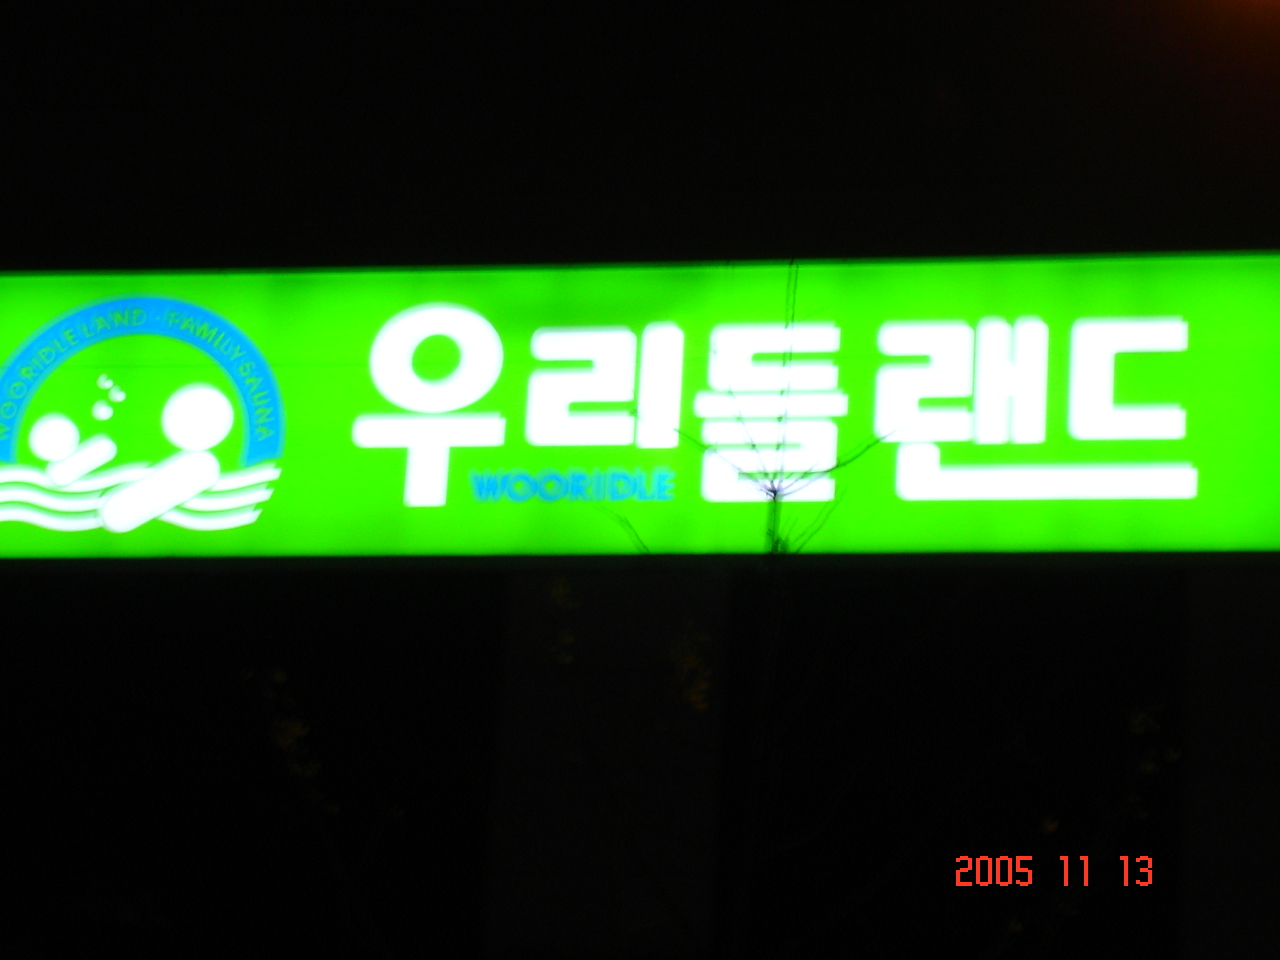 WOORIDLE LAND · FAMILY SAUNA
우리들랜드
WOORIDLE
2005 11 13